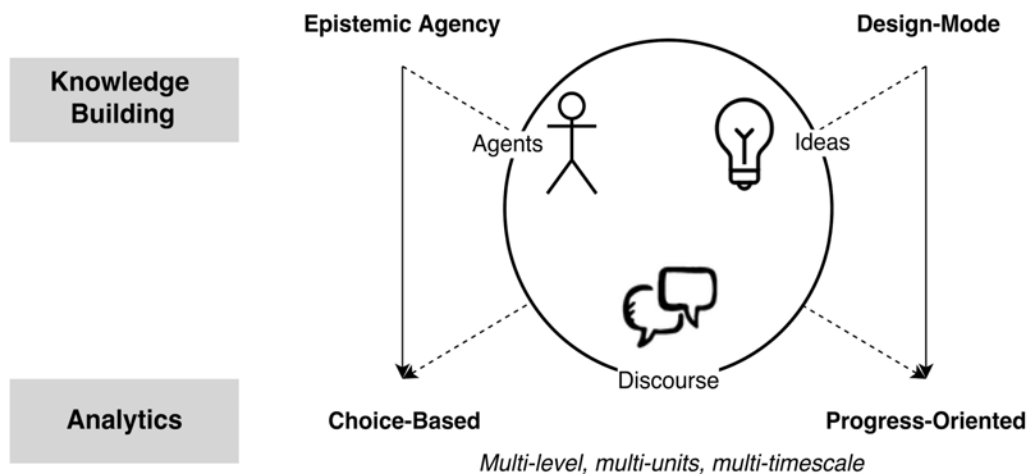 Epistemic Agency
Design-Mode
Knowledge
Building
Agents
Ideas
Discourse
Analytics
Choice-Based
Progress-Oriented
Multi-level, multi-units, multi-timescale